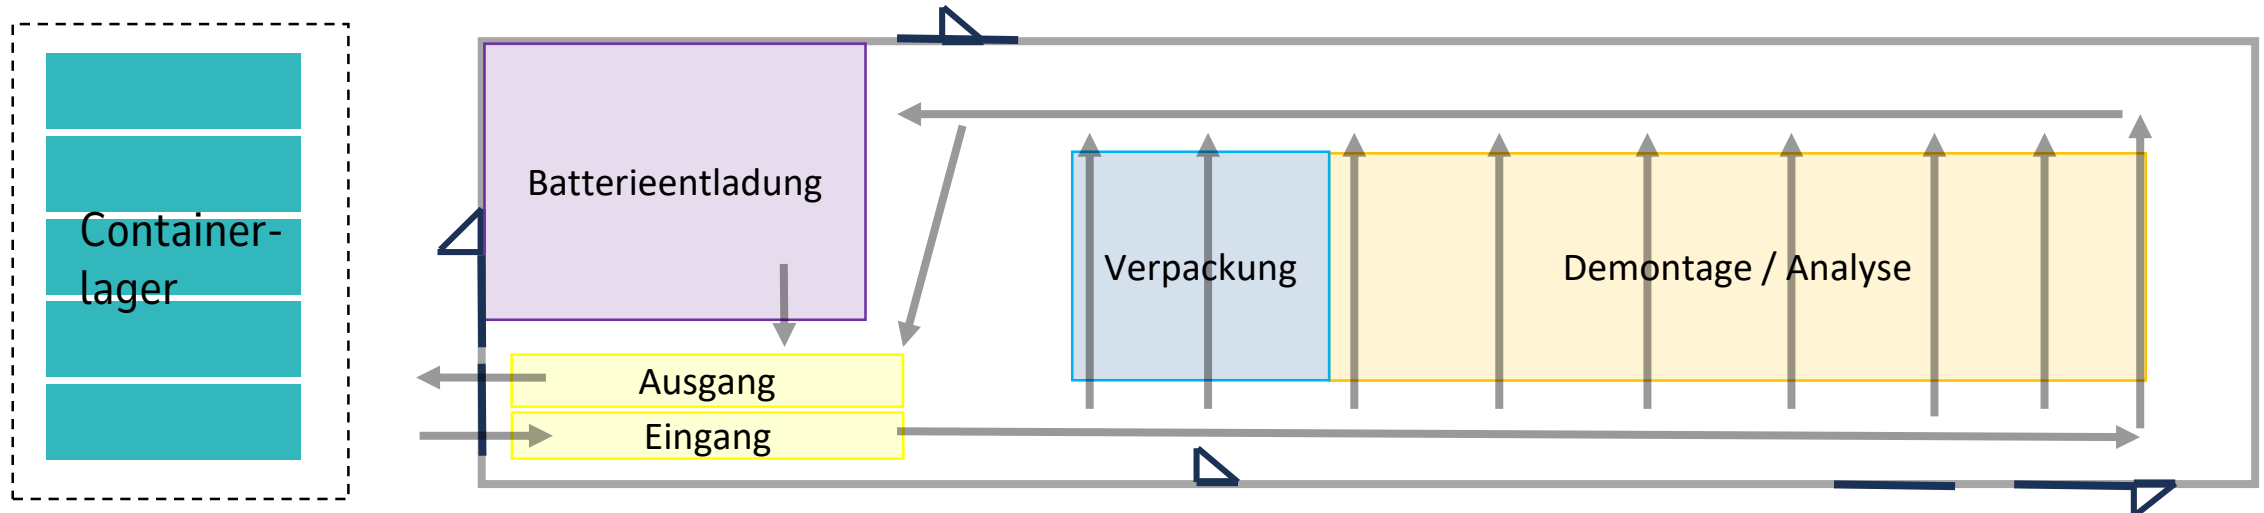 Container-
lager
Batterieentladung
Ausgang
Eingang
Verpackung
Demontage / Analyse